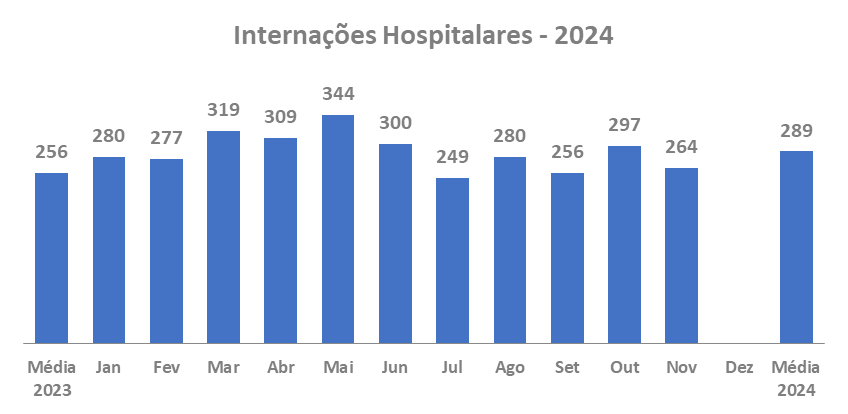 Internações Hospitalares - 2024
256
280
277
319
309
344
300
249
280
256
297
264
289
Média 2023
Jan
Fev
Mar
Abr
Mai
Jun
Jul
Ago
Set
Out
Nov
Dez
Média 2024